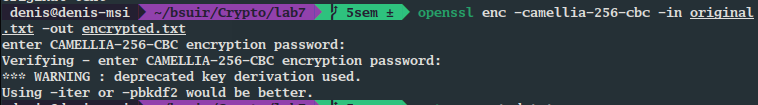 denis@denis-msi ~/bsuir/Crypto/lab7 5sem ± openssl enc -camellia-256-cbc -in original
.txt -out encrypted.txt
enter CAMELLIA-256-CBC encryption password:
Verifying - enter CAMELLIA-256-CBC encryption password:
*** WARNING : deprecated key derivation used.
Using -iter or -pbkdf2 would be better.